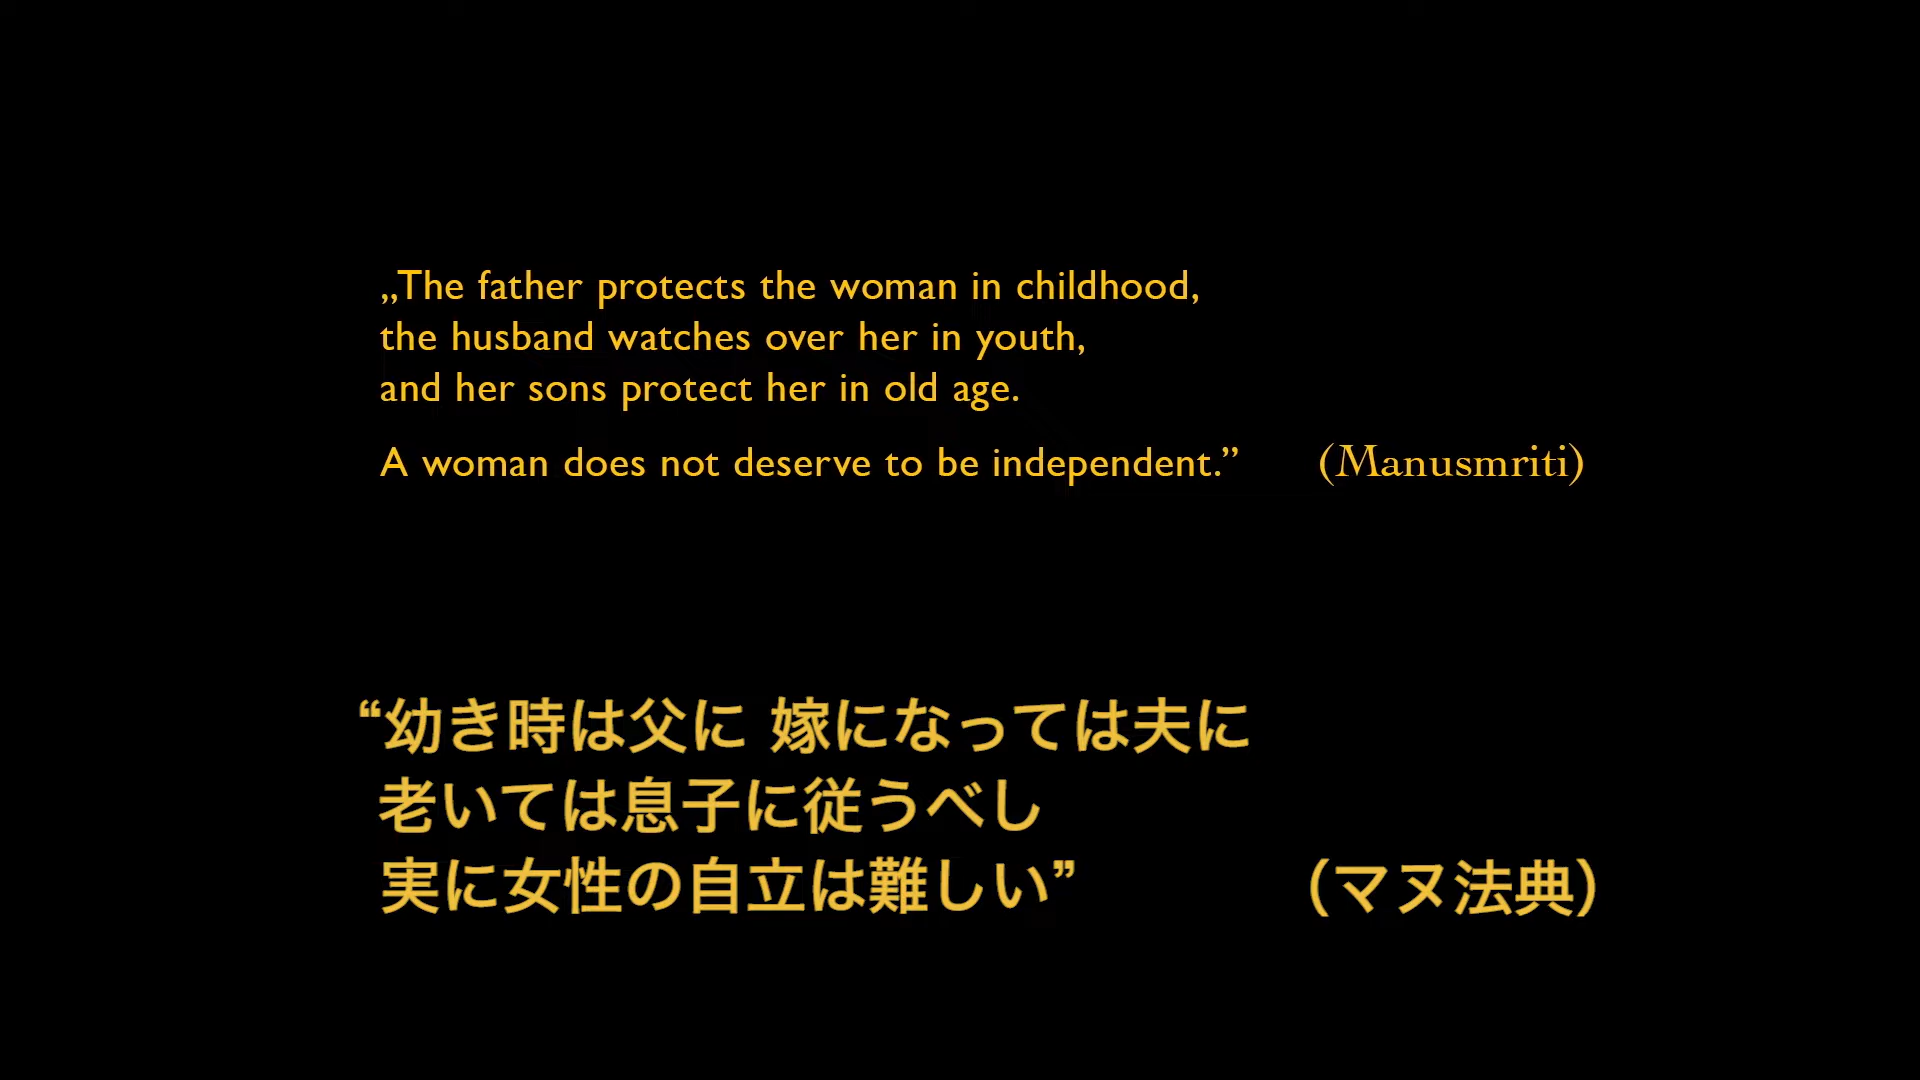 „The father protects the woman in childhood,
the husband watches over her in youth,
and her sons protect her in old age.
A woman does not deserve to be independent.” (Manusmriti)
“幼き時は父に 嫁になっては夫に
老いては息子に従うべし
実に女性の自立は難しい” （マヌ法典）